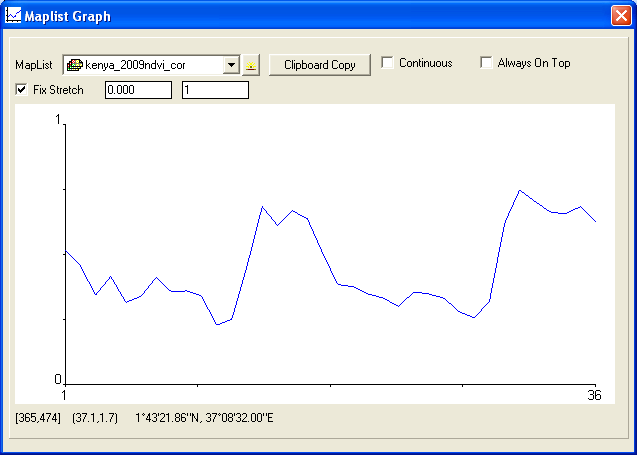 Maplist Graph
MapList kenya_2009ndvi_cor Clipboard Copy Continuous Always On Top
Fix Stretch 0.000 1
1
0
1 36
[365,474] (37.1,1.7) 1°43'21.86"N, 37°08'32.00"E